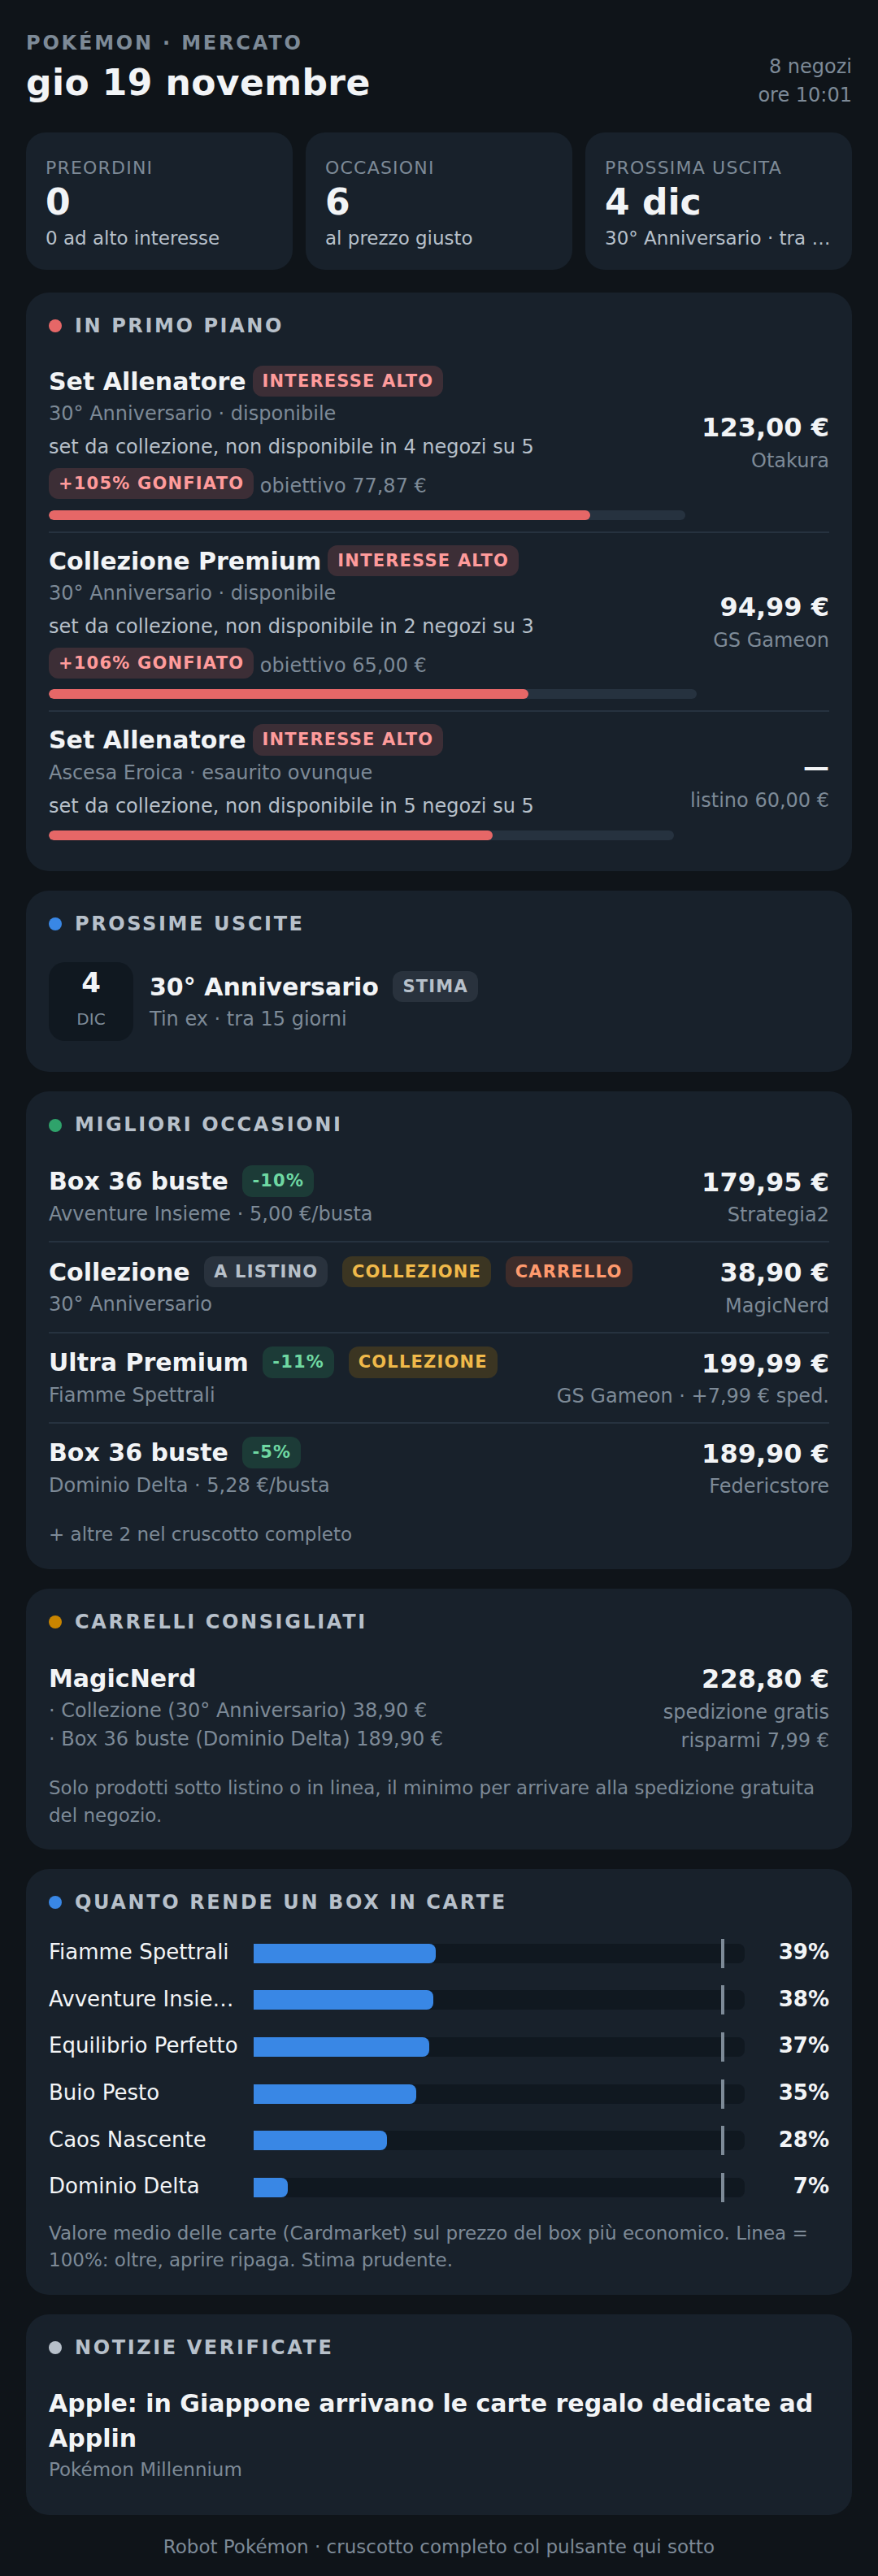 POKÉMON · MERCATO
gio 19 novembre
8 negozi
ore 10:01
PREORDINI
0
0 ad alto interesse
OCCASIONI
6
al prezzo giusto
PROSSIMA USCITA
4 dic
30° Anniversario · tra …
IN PRIMO PIANO
Set Allenatore INTERESSE ALTO
30° Anniversario · disponibile
set da collezione, non disponibile in 4 negozi su 5
+105% GONFIATO obiettivo 77,87 €
123,00 €
Otakura
Collezione Premium INTERESSE ALTO
30° Anniversario · disponibile
set da collezione, non disponibile in 2 negozi su 3
+106% GONFIATO obiettivo 65,00 €
94,99 €
GS Gameon
Set Allenatore INTERESSE ALTO
Ascesa Eroica · esaurito ovunque
set da collezione, non disponibile in 5 negozi su 5
—
listino 60,00 €
PROSSIME USCITE
4
DIC
30° Anniversario STIMA
Tin ex · tra 15 giorni
MIGLIORI OCCASIONI
Box 36 buste -10%
Avventure Insieme · 5,00 €/busta
179,95 €
Strategia2
Collezione A LISTINO COLLEZIONE CARRELLO
30° Anniversario
38,90 €
MagicNerd
Ultra Premium -11% COLLEZIONE
Fiamme Spettrali
199,99 €
GS Gameon · +7,99 € sped.
Box 36 buste -5%
Dominio Delta · 5,28 €/busta
189,90 €
Federicstore
+ altre 2 nel cruscotto completo
CARRELLI CONSIGLIATI
MagicNerd
· Collezione (30° Anniversario) 38,90 €
· Box 36 buste (Dominio Delta) 189,90 €
228,80 €
spedizione gratis
risparmi 7,99 €
Solo prodotti sotto listino o in linea, il minimo per arrivare alla spedizione gratuita
del negozio.
QUANTO RENDE UN BOX IN CARTE
Fiamme Spettrali 39%
Avventure Insie… 38%
Equilibrio Perfetto 37%
Buio Pesto 35%
Caos Nascente 28%
Dominio Delta 7%
Valore medio delle carte (Cardmarket) sul prezzo del box più economico. Linea =
100%: oltre, aprire ripaga. Stima prudente.
NOTIZIE VERIFICATE
Apple: in Giappone arrivano le carte regalo dedicate ad
Applin
Pokémon Millennium
Robot Pokémon · cruscotto completo col pulsante qui sotto